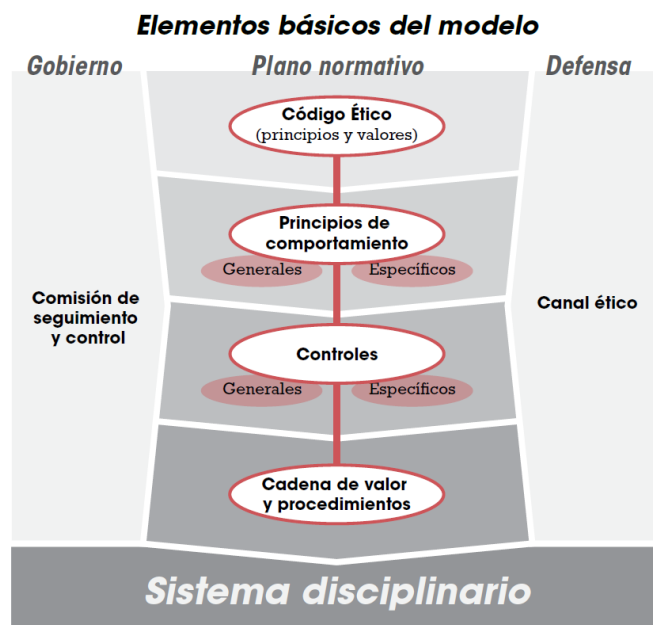 Elementos básicos del modelo
Gobierno
Plano normativo
Defensa
Código Ético
(principios y valores)
Principios de
comportamiento
Generales
Específicos
Comisión de
seguimiento
y control
Canal ético
Controles
Generales
Específicos
Cadena de valor
y procedimientos
Sistema disciplinario